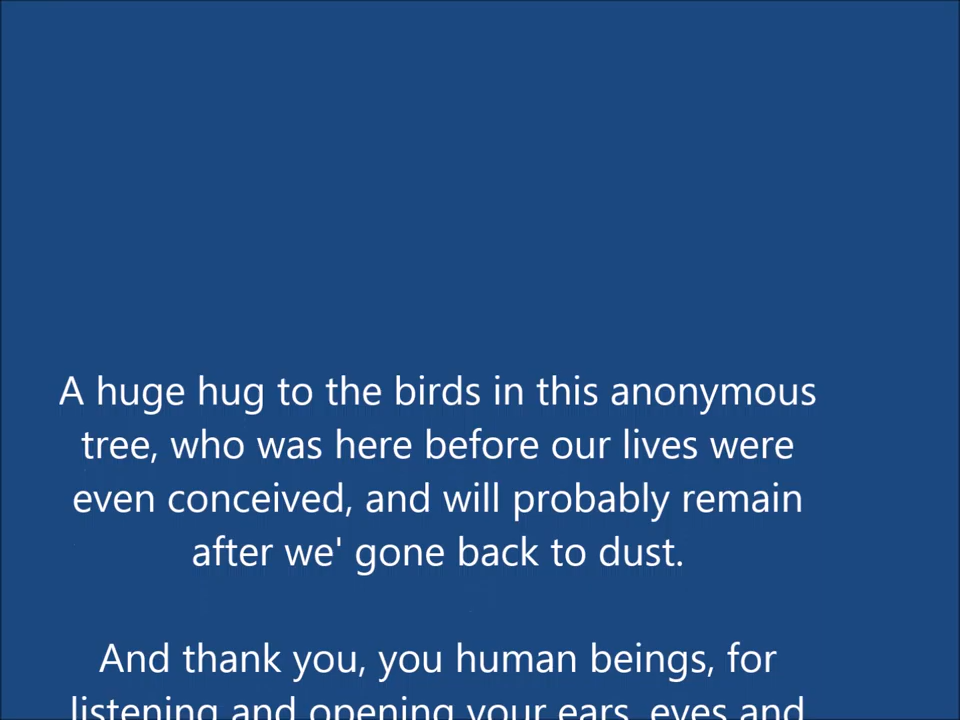 A huge hug to the birds in this anonymous
tree, who was here before our lives were
even conceived, and will probably remain
after we' gone back to dust.
And thank you, you human beings, for
listening and opening your ears, eyes and